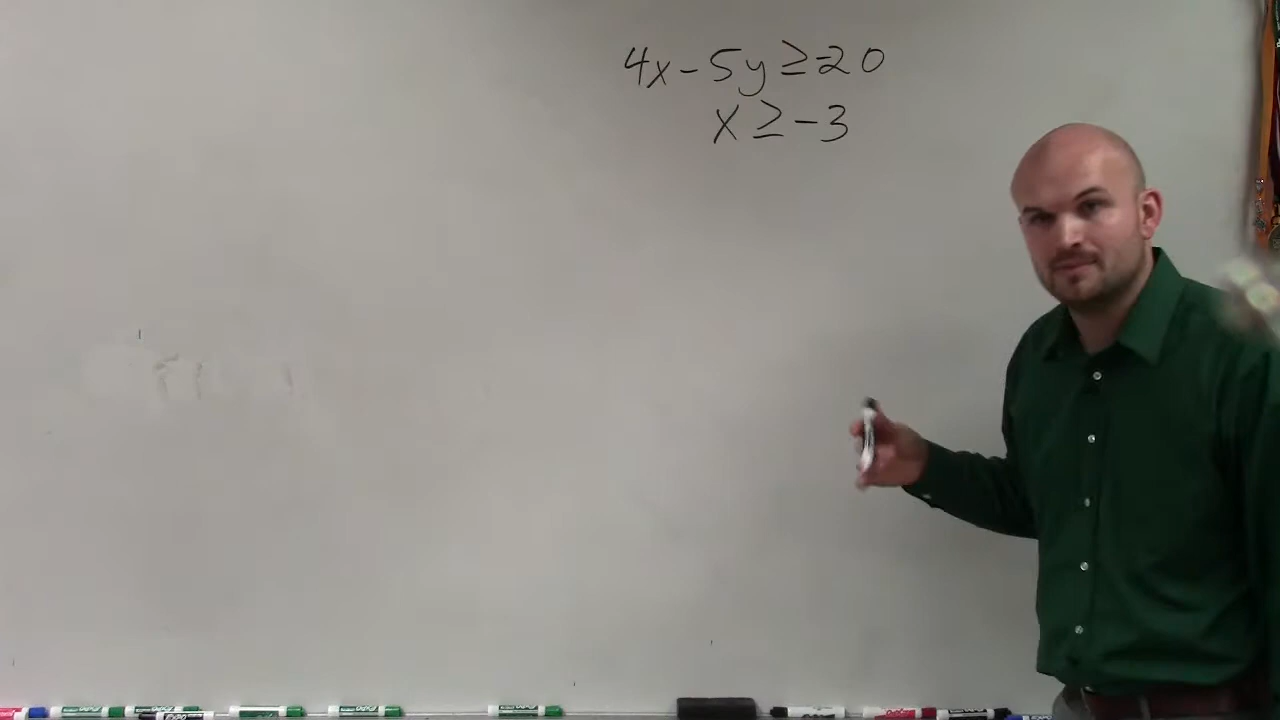 4x - 5y ≥ -20
x ≥ -3